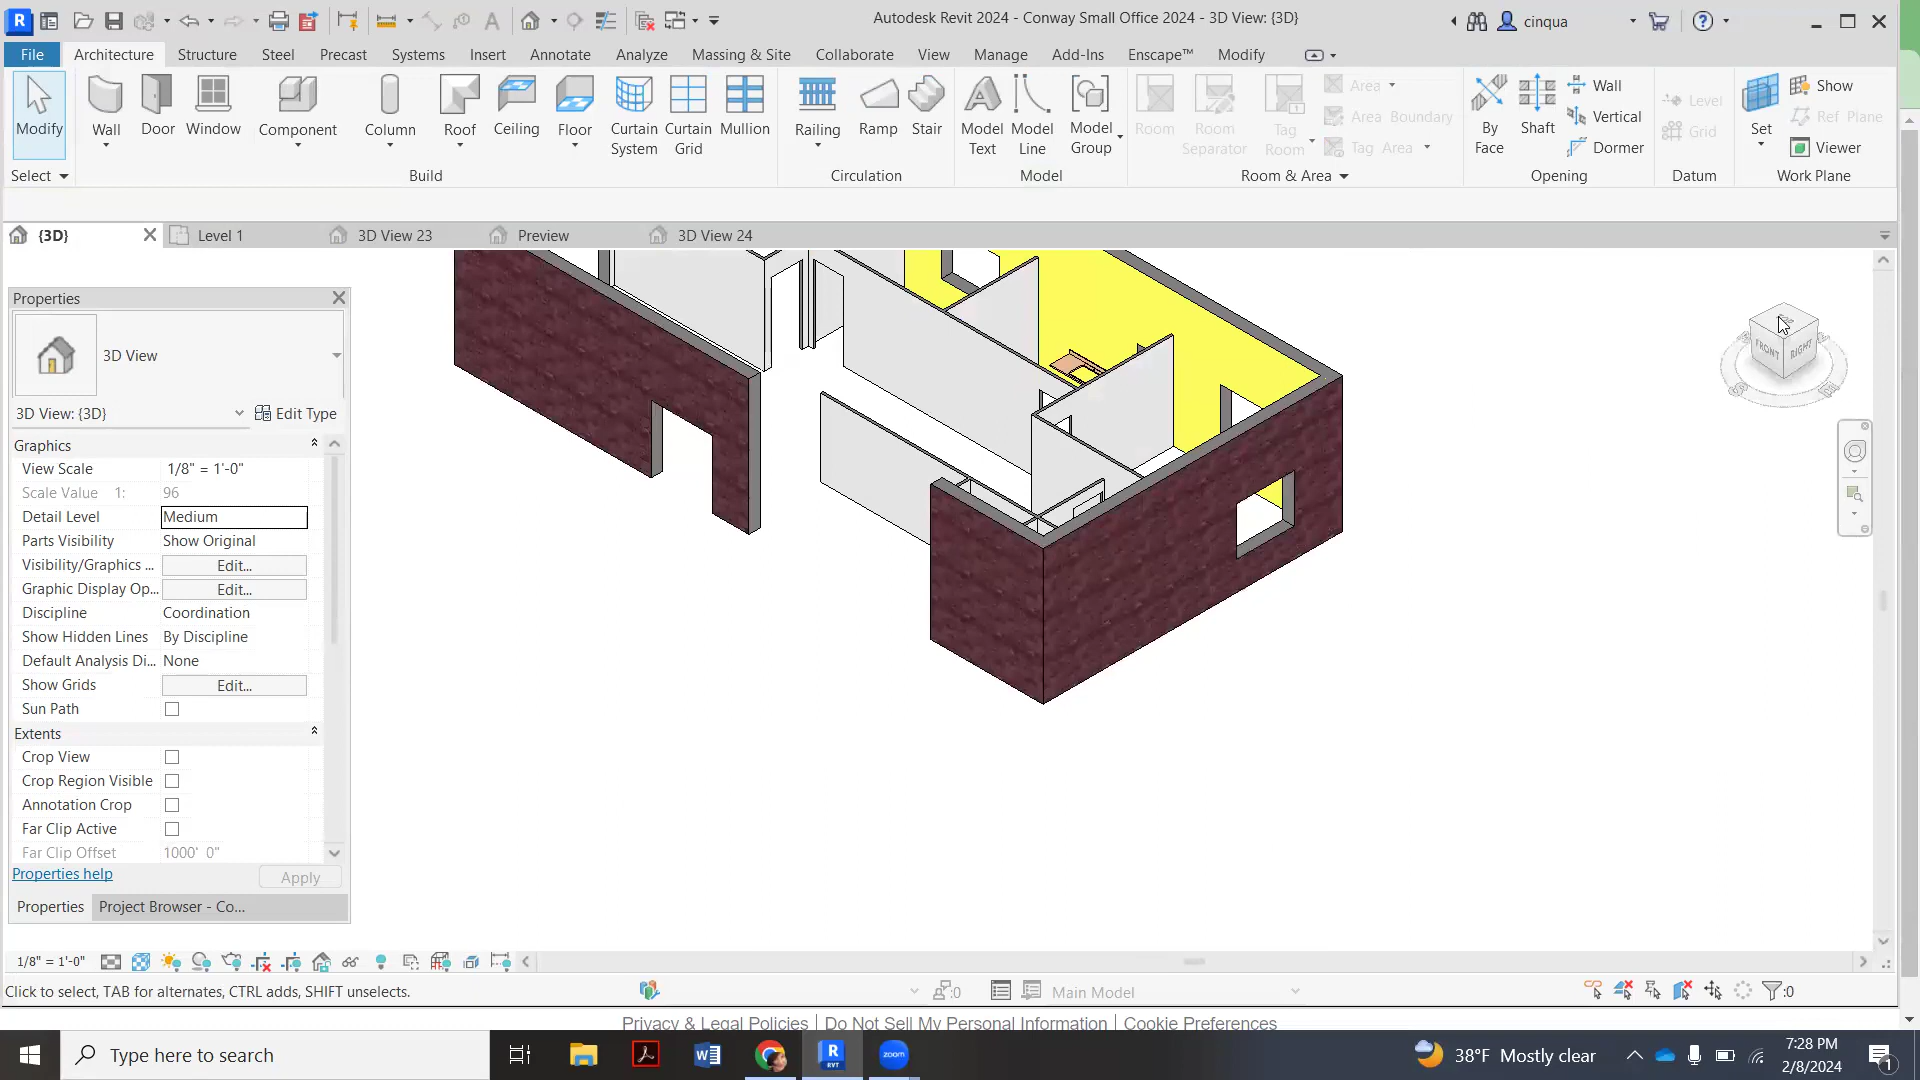 R
Autodesk Revit 2024 - Conway Small Office 2024 - 3D View: {3D}
cinqua
File Architecture Structure Steel Precast Systems Insert Annotate Analyze Massing & Site Collaborate View Manage Add-Ins Enscape™ Modify
Modify
Wall
Door
Window
Component
Column
Roof
Ceiling
Floor
Curtain System
Curtain Grid
Mullion
Railing
Ramp
Stair
Model Text
Model Line
Model Group
Room
Room Separator
Tag Room
Area
Area Boundary
Tag Area
By Face
Shaft
Wall
Vertical
Dormer
Level
Grid
Set
Show
Ref Plane
Viewer
Select Build Circulation Model Room & Area Opening Datum Work Plane
{3D} Level 1 3D View 23 Preview 3D View 24
Properties
3D View
3D View: {3D} Edit Type
Graphics
View Scale 1/8" = 1'-0"
Scale Value 1: 96
Detail Level Medium
Parts Visibility Show Original
Visibility/Graphics ... Edit...
Graphic Display Op... Edit...
Discipline Coordination
Show Hidden Lines By Discipline
Default Analysis Di... None
Show Grids Edit...
Sun Path
Extents
Crop View
Crop Region Visible
Annotation Crop
Far Clip Active
Far Clip Offset 1000' 0"
Properties help Apply
Properties Project Browser - Co...
FRONT RIGHT
1/8" = 1'-0"
Click to select, TAB for alternates, CTRL adds, SHIFT unselects.
:0
Main Model
:0
Privacy & Legal Policies | Do Not Sell My Personal Information | Cookie Preferences
Type here to search
R
RVT
zoom
38°F Mostly clear
7:28 PM
2/8/2024
1